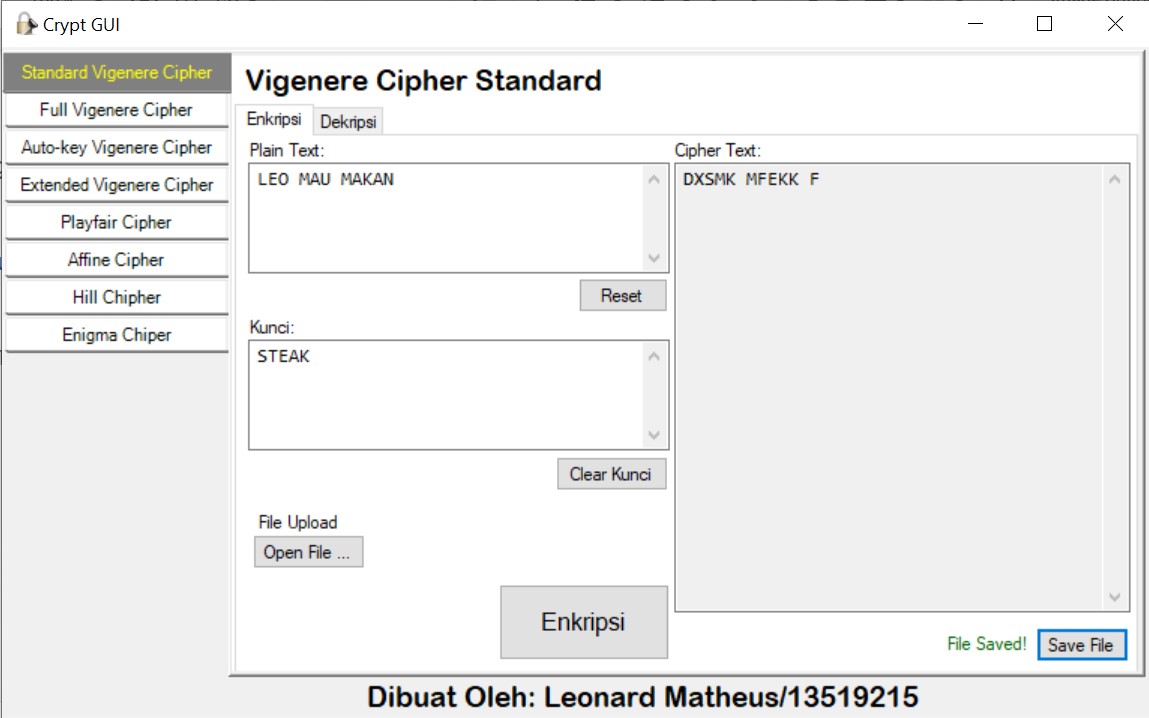 Crypt GUI
Standard Vigenere Cipher
Full Vigenere Cipher
Auto-key Vigenere Cipher
Extended Vigenere Cipher
Playfair Cipher
Affine Cipher
Hill Chipher
Enigma Chiper
Vigenere Cipher Standard
Enkripsi Dekripsi
Plain Text:
LEO MAU MAKAN
Reset
Kunci:
STEAK
Clear Kunci
File Upload
Open File ...
Enkripsi
Cipher Text:
DXSMK MFEKK F
File Saved! Save File
Dibuat Oleh: Leonard Matheus/13519215